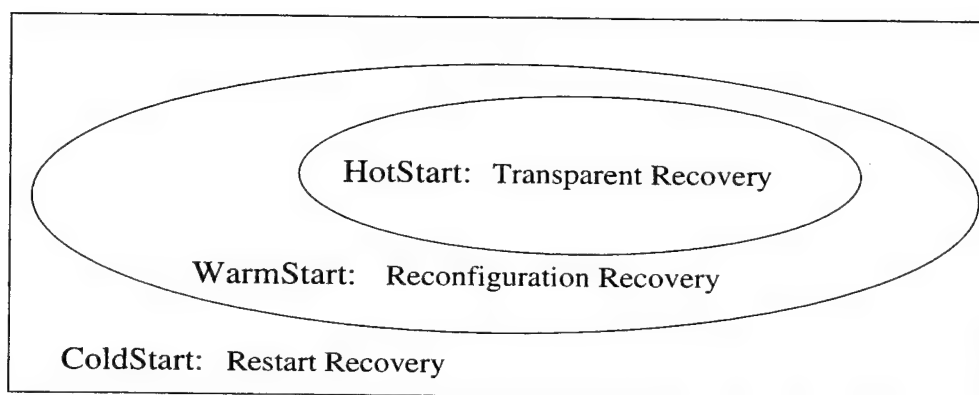 HotStart: Transparent Recovery
WarmStart: Reconfiguration Recovery
ColdStart: Restart Recovery